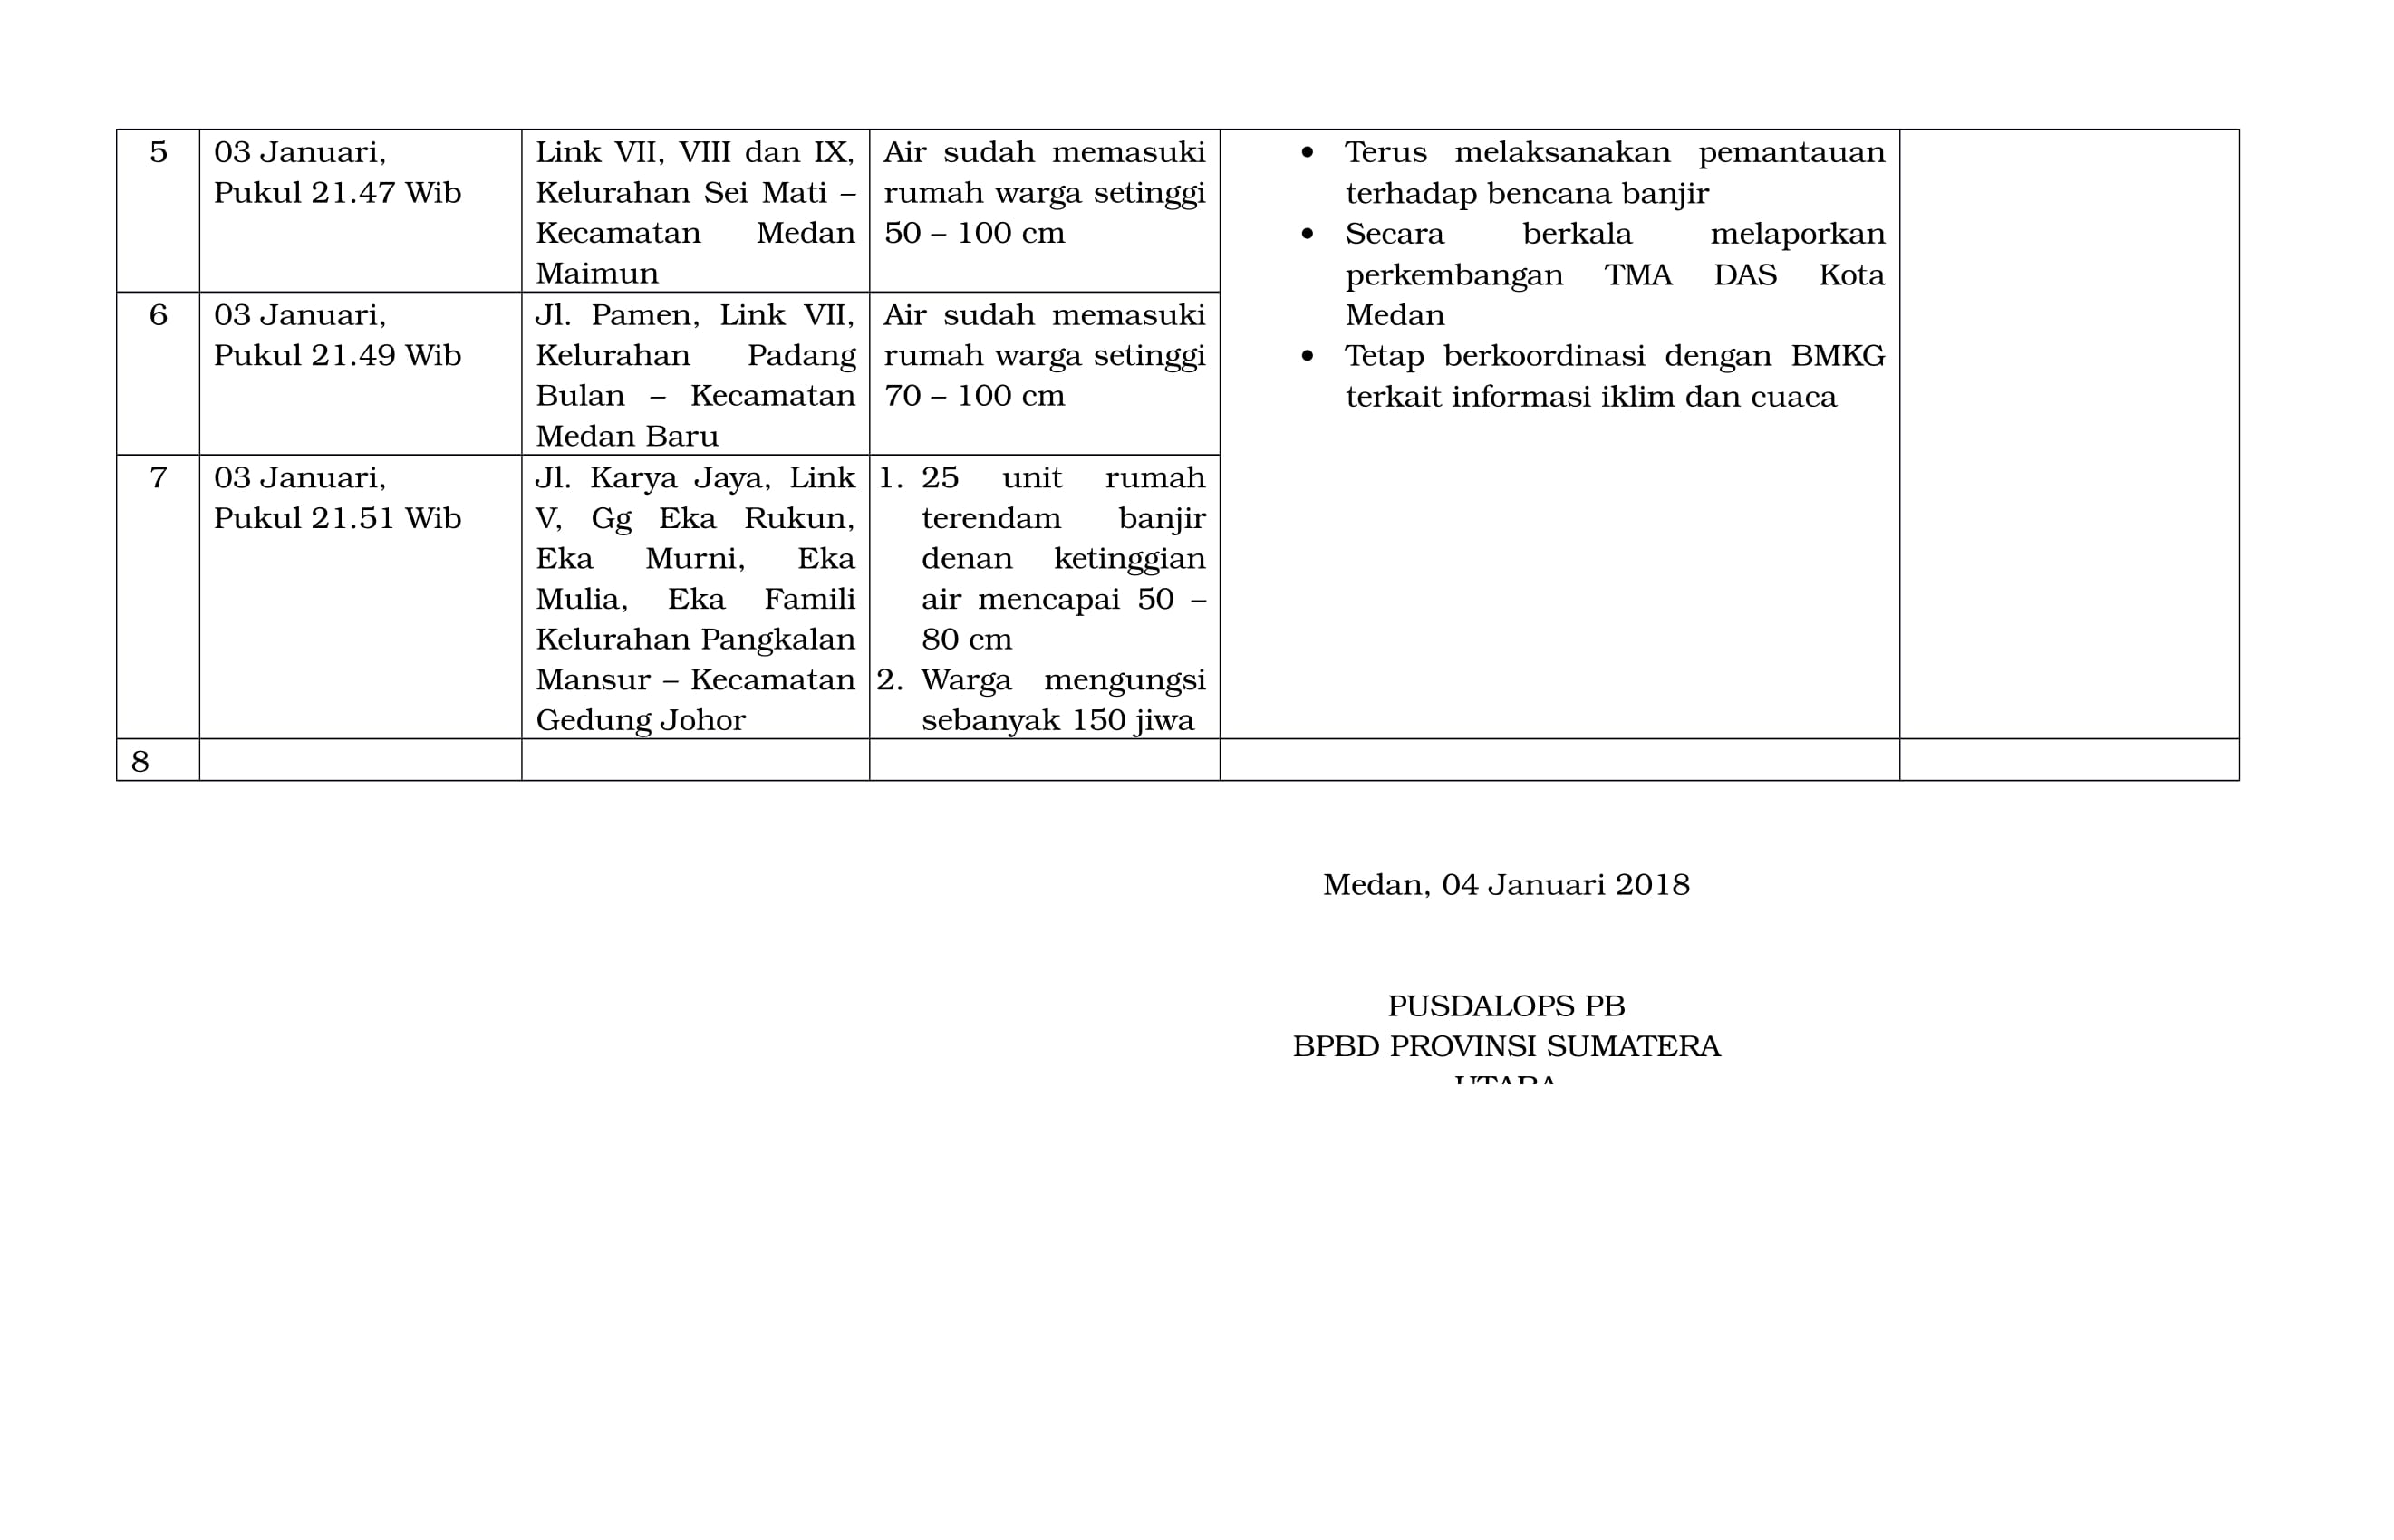 5
03 Januari,
Pukul 21.47 Wib
Link VII, VIII dan IX,
Kelurahan Sei Mati –
Kecamatan Medan
Maimun
Air sudah memasuki
rumah warga setinggi
50 – 100 cm
• Terus melaksanakan pemantauan
terhadap bencana banjir
• Secara berkala melaporkan
perkembangan TMA DAS Kota
Medan
• Tetap berkoordinasi dengan BMKG
terkait informasi iklim dan cuaca
6
03 Januari,
Pukul 21.49 Wib
Jl. Pamen, Link VII,
Kelurahan Padang
Bulan – Kecamatan
Medan Baru
Air sudah memasuki
rumah warga setinggi
70 – 100 cm
7
03 Januari,
Pukul 21.51 Wib
Jl. Karya Jaya, Link
V, Gg Eka Rukun,
Eka Murni, Eka
Mulia, Eka Famili
Kelurahan Pangkalan
Mansur – Kecamatan
Gedung Johor
1. 25 unit rumah
terendam banjir
denan ketinggian
air mencapai 50 –
80 cm
2. Warga mengungsi
sebanyak 150 jiwa
8
Medan, 04 Januari 2018
PUSDALOPS PB
BPBD PROVINSI SUMATERA
UTARA